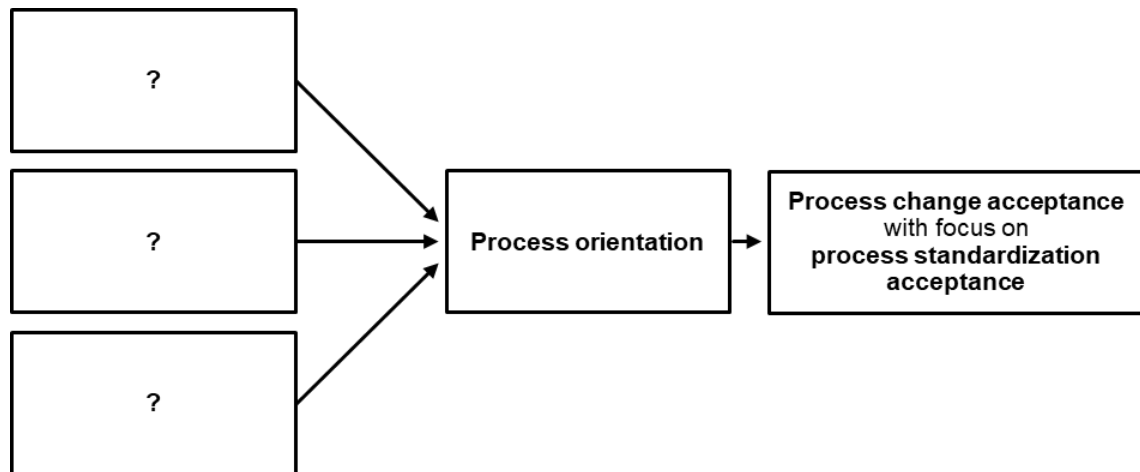 ?
?
?
Process orientation
Process change acceptance
with focus on
process standardization
acceptance